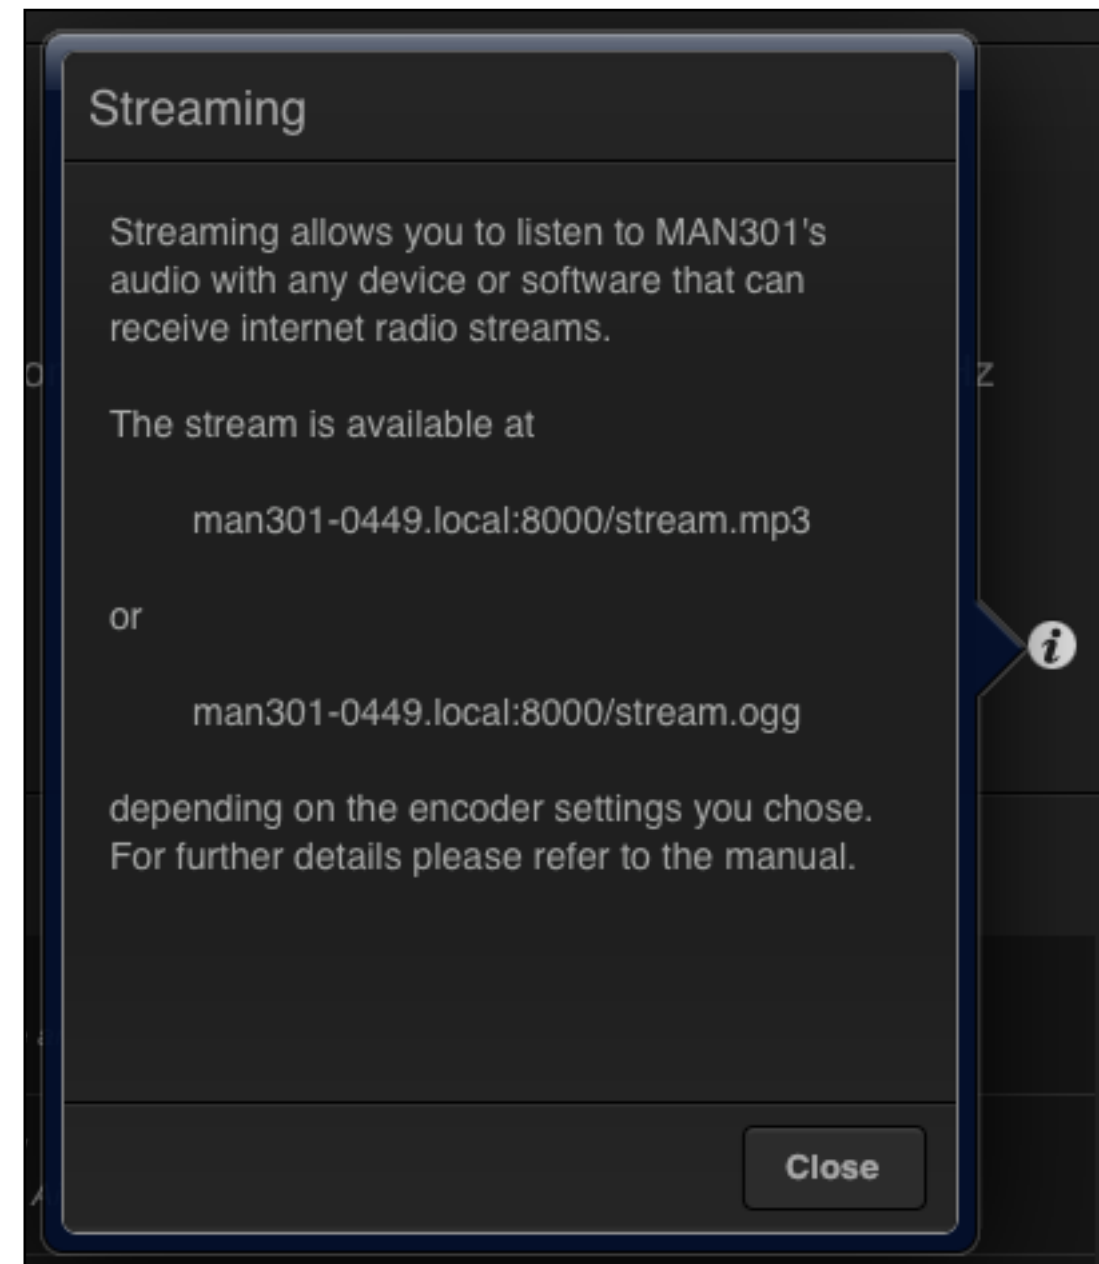 Streaming
Streaming allows you to listen to MAN301's
audio with any device or software that can
receive internet radio streams.
The stream is available at
man301-0449.local:8000/stream.mp3
or
man301-0449.local:8000/stream.ogg
depending on the encoder settings you chose.
For further details please refer to the manual.
Close